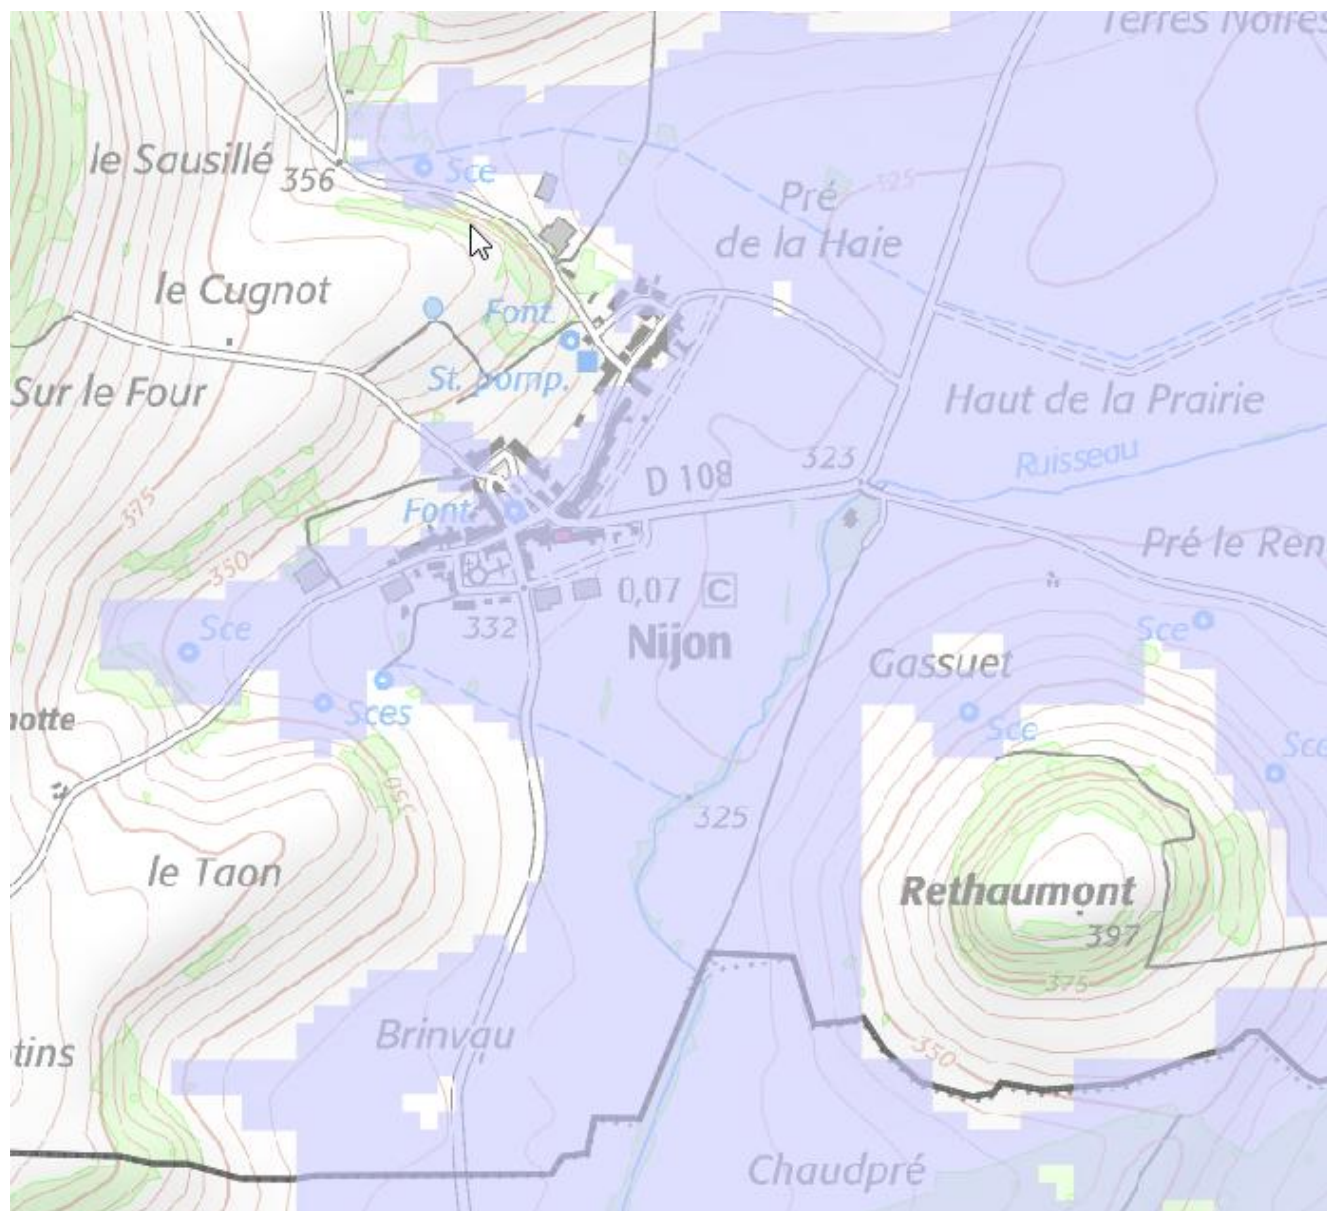 Terres Noires
le Sausillé
356
Sce
Pré
de la Haie
325
le Cugnot
Font.
St. pomp.
Sur le Four
Haut de la Prairie
323
Ruisseau
D 108
375
Font.
Pré le Ren
350
0,07 C
332
Nijon
Sce
Sce
Gassuet
Sces
Sce
Sce
notte
350
325
le Taon
Rethaumont
397
375
Brinvau
350
tins
Chaudpré